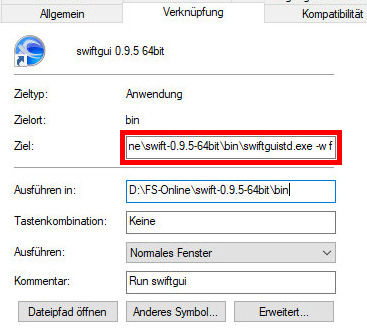 Allgemein
Verknüpfung
Kompatibilität
swiftgui 0.9.5 64bit
Zieltyp: Anwendung
Zielort: bin
Ziel: ne\swift-0.9.5-64bit\bin\swiftguistd.exe -w f
Ausführen in: D:\FS-Online\swift-0.9.5-64bit\bin
Tastenkombination: Keine
Ausführen: Normales Fenster
Kommentar: Run swiftgui
Dateipfad öffnen
Anderes Symbol...
Erweitert...